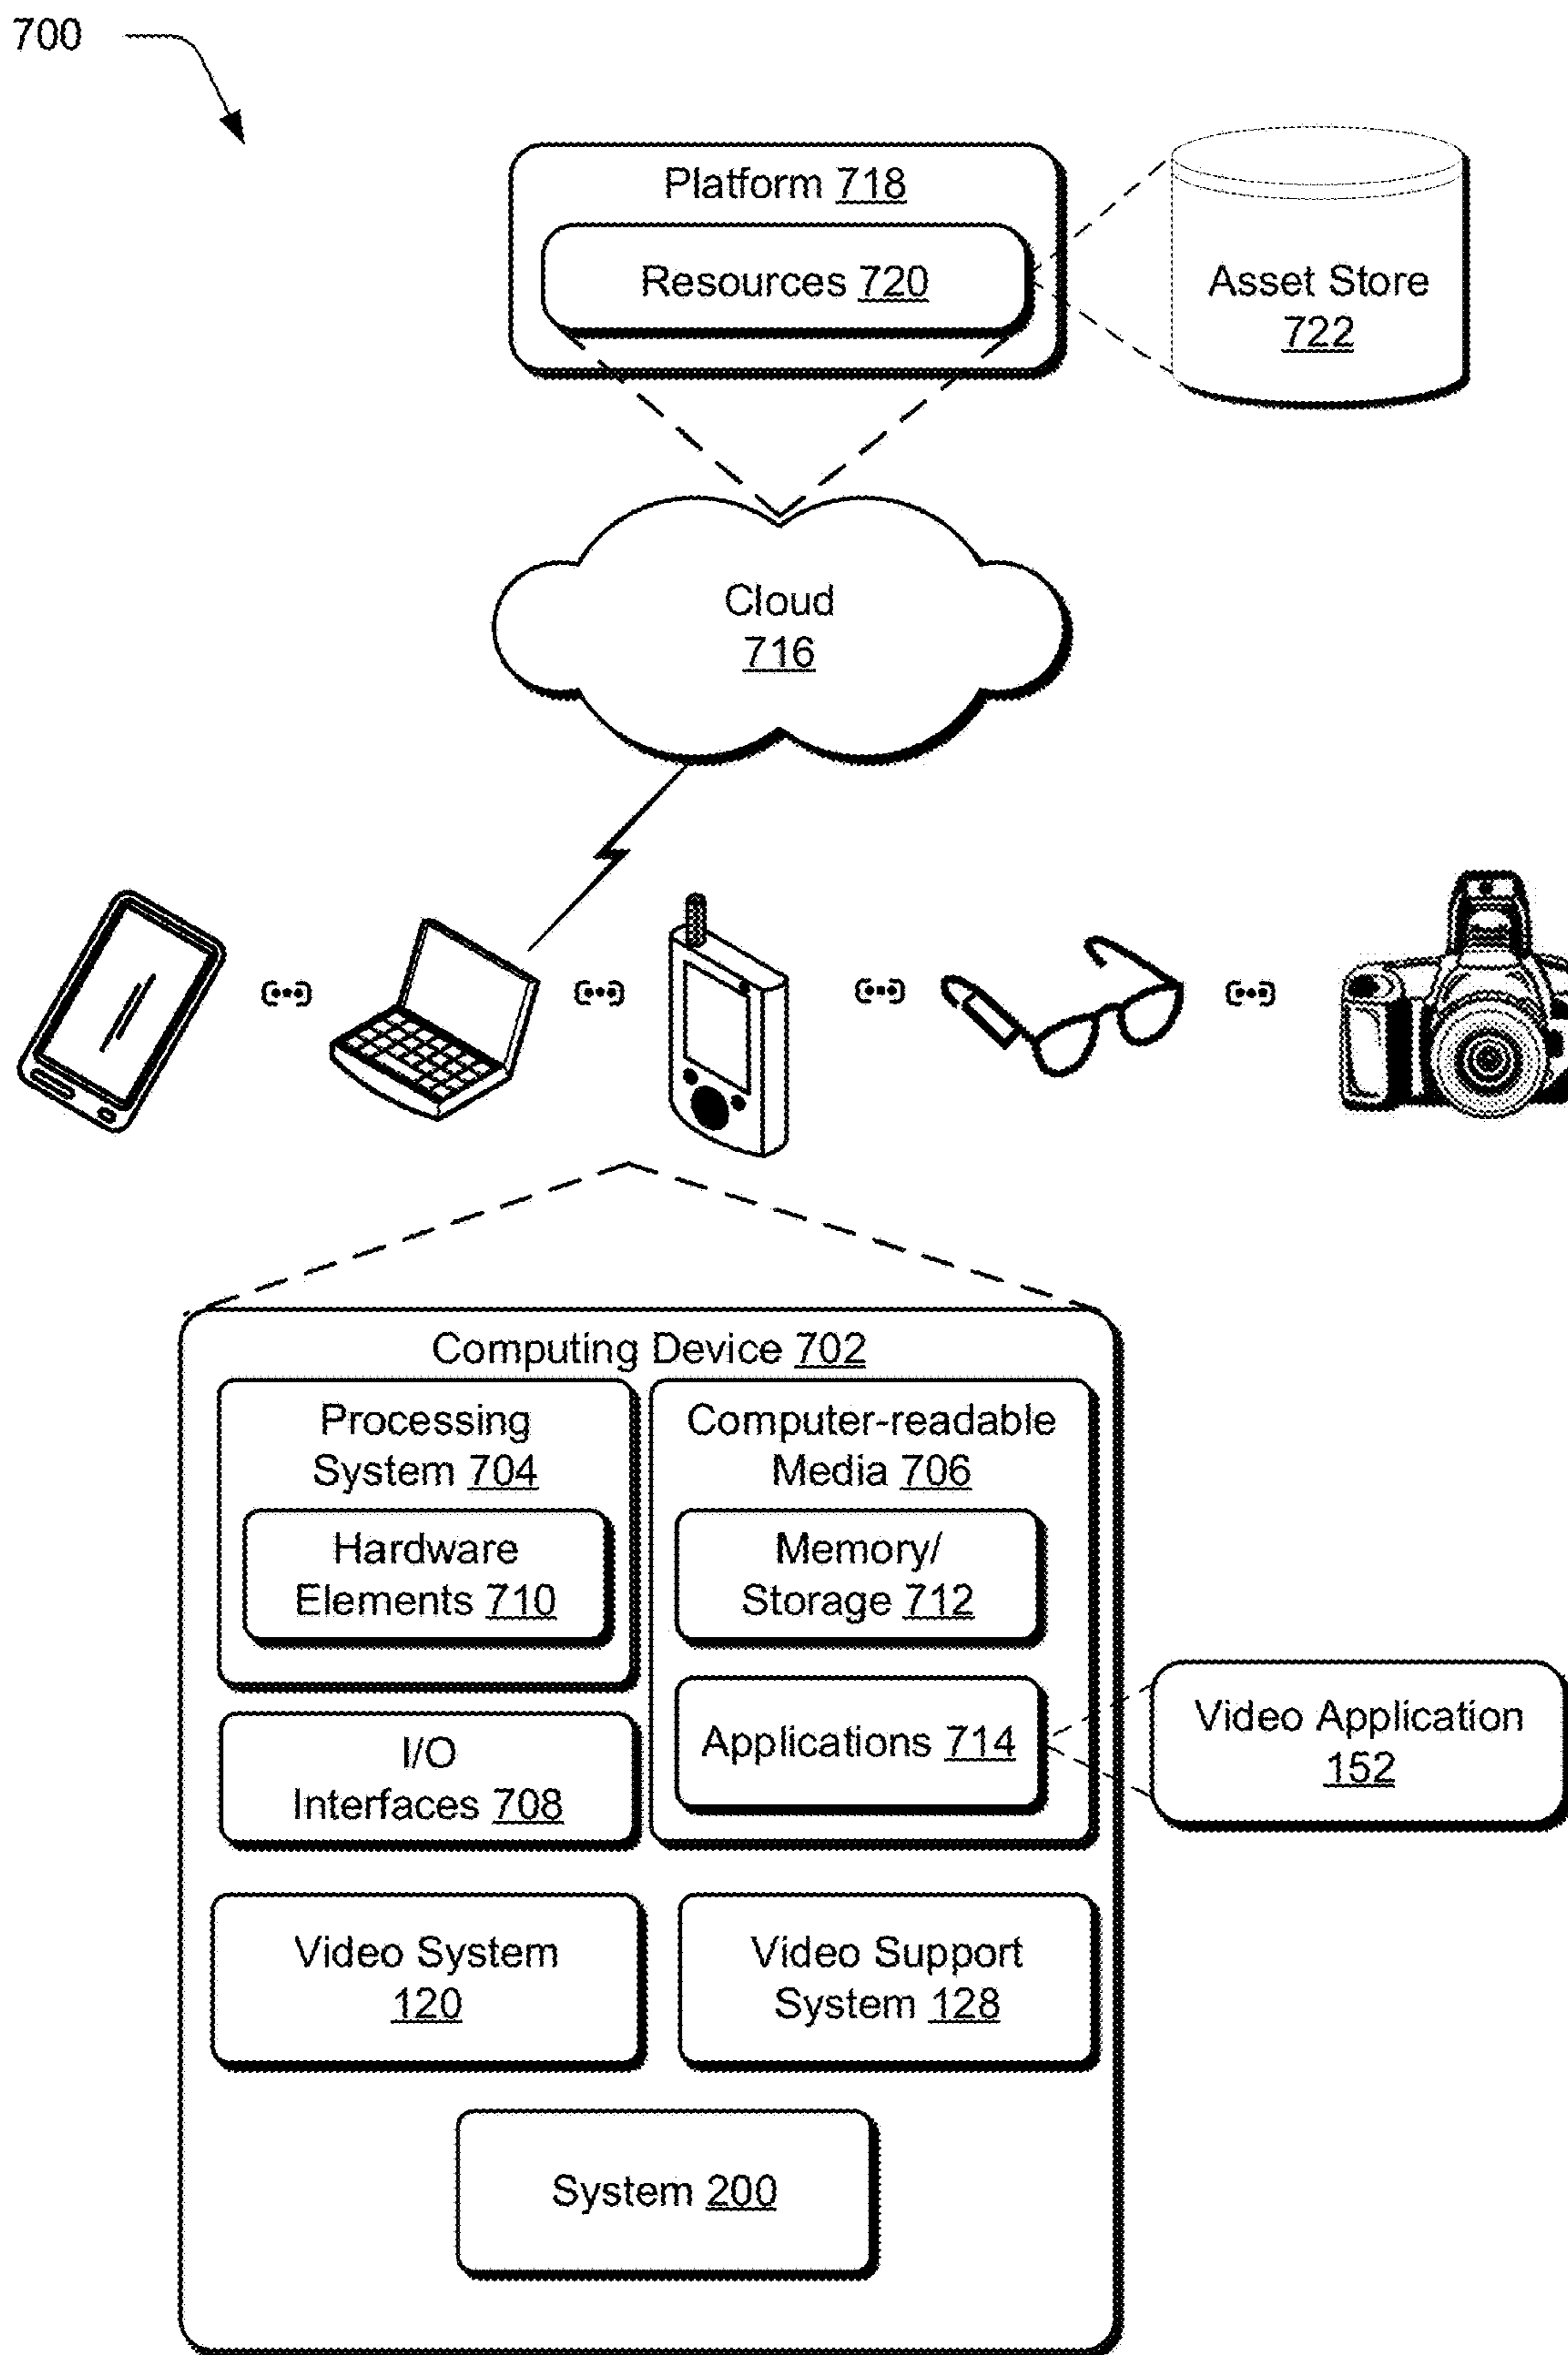 700
Platform 718
Resources 720
Asset Store
722
Cloud
716
Computing Device 702
Processing
System 704
Hardware
Elements 710
I/O
Interfaces 708
Computer-readable
Media 706
Memory/
Storage 712
Applications 714
Video Application
152
Video System
120
Video Support
System 128
System 200